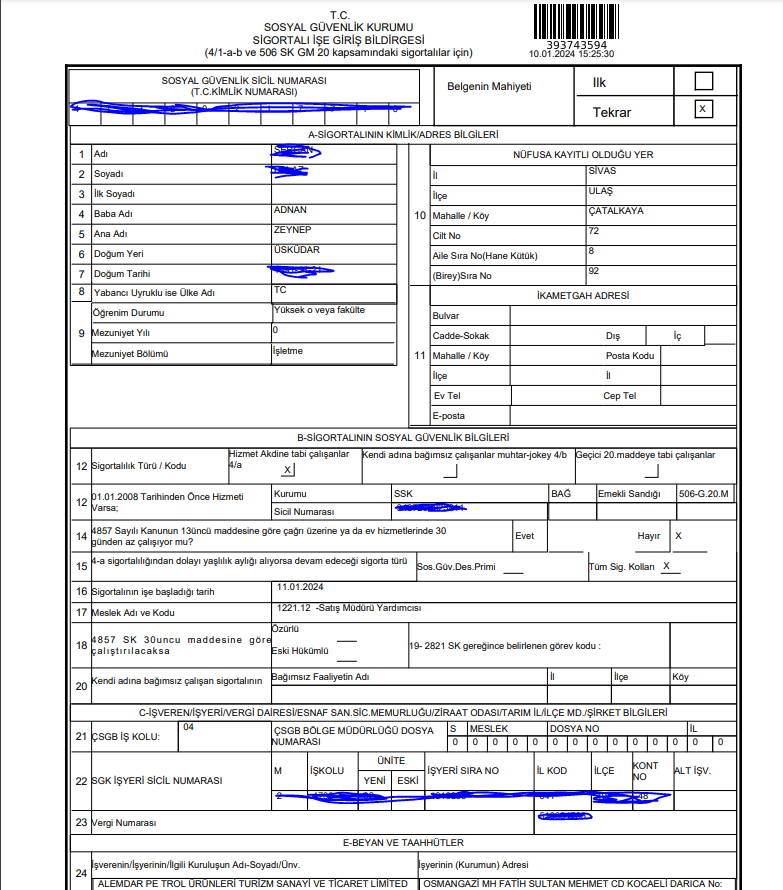 T.C.
SOSYAL GÜVENLİK KURUMU
SİGORTALI İŞE GİRİŞ BİLDİRGESİ
(4/1-a-b ve 506 SK GM 20 kapsamındaki sigortalılar için)
393743594
10.01.2024 15:25:30
SOSYAL GÜVENLİK SİCİL NUMARASI
(T.C.KİMLİK NUMARASI)
Belgenin Mahiyeti
Ilk
Tekrar X
A-SİGORTALININ KİMLİK/ADRES BİLGİLERİ
1 Adı
2 Soyadı
3 İlk Soyadı
4 Baba Adı ADNAN
5 Ana Adı ZEYNEP
6 Doğum Yeri ÜSKÜDAR
7 Doğum Tarihi
8 Yabancı Uyruklu ise Ülke Adı TC
9
Öğrenim Durumu Yüksek o veya fakülte
Mezuniyet Yılı 0
Mezuniyet Bölümü İşletme
NÜFUSA KAYITLI OLDUĞU YER
10
İl SİVAS
İlçe ULAŞ
Mahalle / Köy ÇATALKAYA
Cilt No 72
Aile Sıra No(Hane Kütük) 8
(Birey)Sıra No 92
İKAMETGAH ADRESİ
11
Bulvar
Cadde-Sokak Dış İç
Mahalle / Köy Posta Kodu
İlçe İl
Ev Tel Cep Tel
E-posta
B-SİGORTALININ SOSYAL GÜVENLİK BİLGİLERİ
12 Sigortalılık Türü / Kodu
Hizmet Akdine tabi çalışanlar
4/a X
Kendi adına bağımsız çalışanlar muhtar-jokey 4/b
Geçici 20.maddeye tabi çalışanlar
12 01.01.2008 Tarihinden Önce Hizmeti
Varsa;
Kurumu SSK BAĞ Emekli Sandığı 506-G.20.M
Sicil Numarası
14 4857 Sayılı Kanunun 13üncü maddesine göre çağrı üzerine ya da ev hizmetlerinde 30
günden az çalışıyor mu?
Evet Hayır X
15 4-a sigortalılığından dolayı yaşlılık aylığı alıyorsa devam edeceği sigorta türü
Sos.Güv.Des.Primi Tüm Sig. Kolları X
16 Sigortalının işe başladığı tarih 11.01.2024
17 Meslek Adı ve Kodu 1221.12 -Satış Müdürü Yardımcısı
18 4857 SK 30uncu maddesine göre
çalıştırılacaksa
Özürlü
Eski Hükümlü
19- 2821 SK gereğince belirlenen görev kodu :
20 Kendi adına bağımsız çalışan sigortalının Bağımsız Faaliyetin Adı İl İlçe Köy
C-İŞVEREN/İŞYERİ/VERGİ DAİRESİ/ESNAF SAN.SİC.MEMURLUĞU/ZİRAAT ODASI/TARIM İL/İLÇE MD./ŞİRKET BİLGİLERİ
21 ÇSGB İŞ KOLU: 04
ÇSGB BÖLGE MÜDÜRLÜĞÜ DOSYA
NUMARASI
S MESLEK DOSYA NO İL
0 0 0 0 0 0 0 0 0 0 0 0 0 0
22 SGK İŞYERİ SİCİL NUMARASI
M İŞKOLU ÜNİTE
YENİ ESKİ
İŞYERİ SIRA NO İL KOD İLÇE KONT
NO
ALT İŞV.
23 Vergi Numarası
E-BEYAN VE TAAHHÜTLER
24
İşverenin/İşyerinin/İlgili Kuruluşun Adı-Soyadı/Ünv. İşyerinin (Kurumun) Adresi
ALEMDAR PE TROL ÜRÜNLERİ TURİZM SANAYİ VE TİCARET LIMITED OSMANGAZİ MH FATİH SULTAN MEHMET CD KOCAELİ DARICA No: